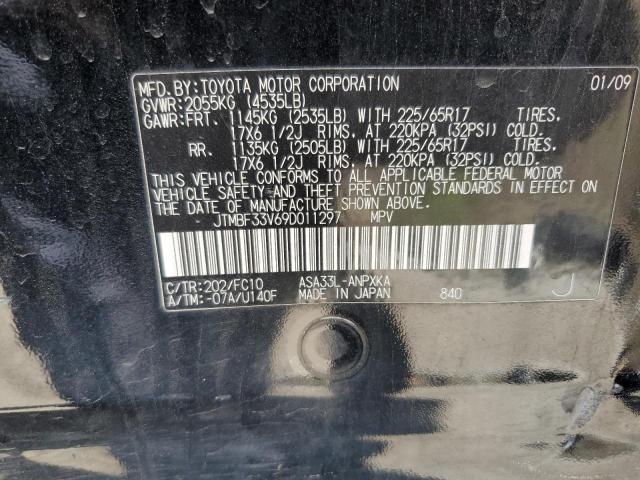 MFD.BY:TOYOTA MOTOR CORPORATION 01/09
GVWR:2055KG (4535LB)
GAWR:FRT. 1145KG (2535LB) WITH 225/65R17 TIRES.
17X6 1/2J RIMS, AT 220KPA (32PSI) COLD.
RR. 1135KG (2505LB) WITH 225/65R17 TIRES.
17X6 1/2J RIMS, AT 220KPA (32PSI) COLD.
THIS VEHICLE CONFORMS TO ALL APPLICABLE FEDERAL MOTOR
VEHICLE SAFETY AND THEFT PREVENTION STANDARDS IN EFFECT ON
THE DATE OF MANUFACTURE SHOWN ABOVE.
JTMBF33V69D011297 MPV
C/TR:202/FC10 ASA33L-ANPXKA
A/TM:-07A/U140F MADE IN JAPAN 840 J